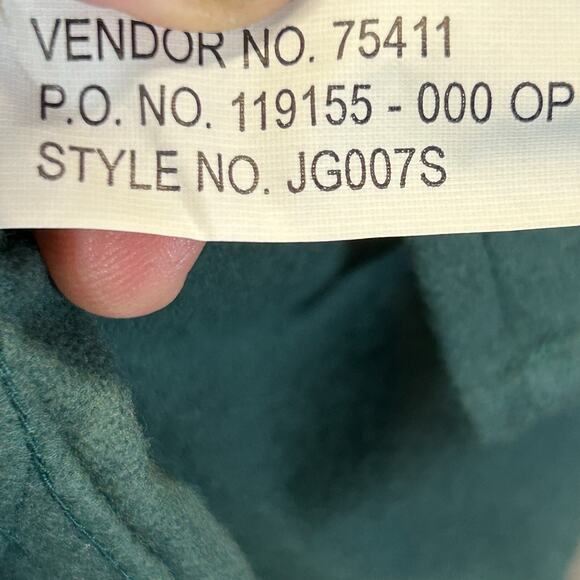 VENDOR NO. 75411
P.O. NO. 119155 - 000 OP
STYLE NO. JG007S